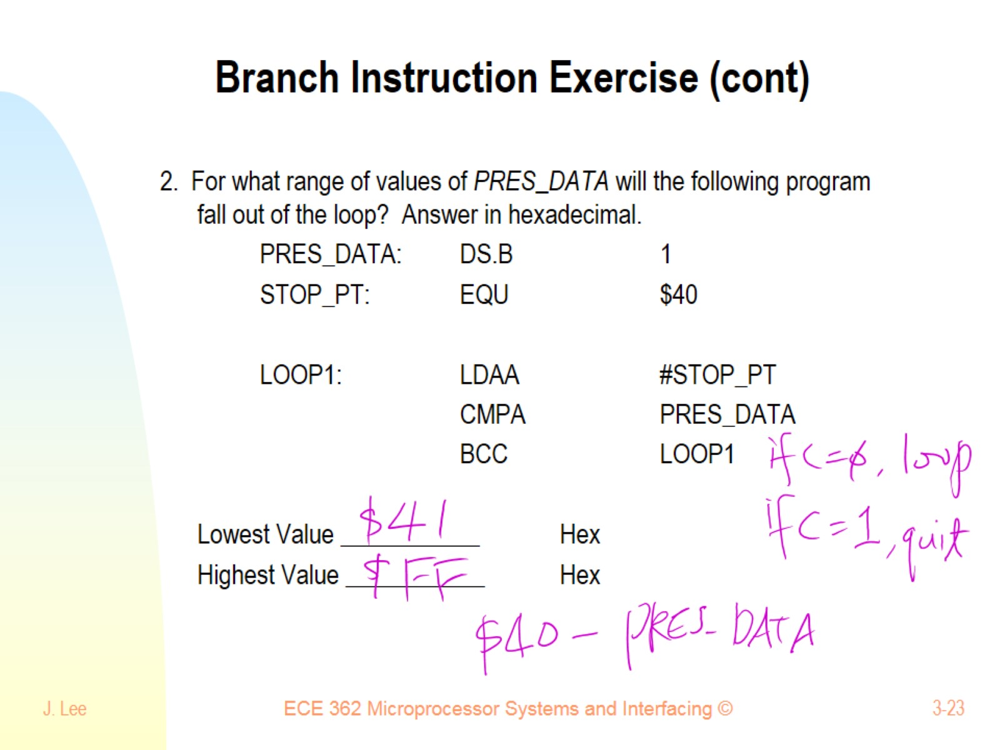 Branch Instruction Exercise (cont)
2. For what range of values of PRES_DATA will the following program
fall out of the loop? Answer in hexadecimal.
PRES_DATA: DS.B 1
STOP_PT: EQU $40
LOOP1: LDAA #STOP_PT
CMPA PRES_DATA
BCC LOOP1 if C=0, loop
if C=1, quit
Lowest Value $41 Hex
Highest Value $FF Hex
$40 - PRES_DATA
J. Lee ECE 362 Microprocessor Systems and Interfacing © 3-23